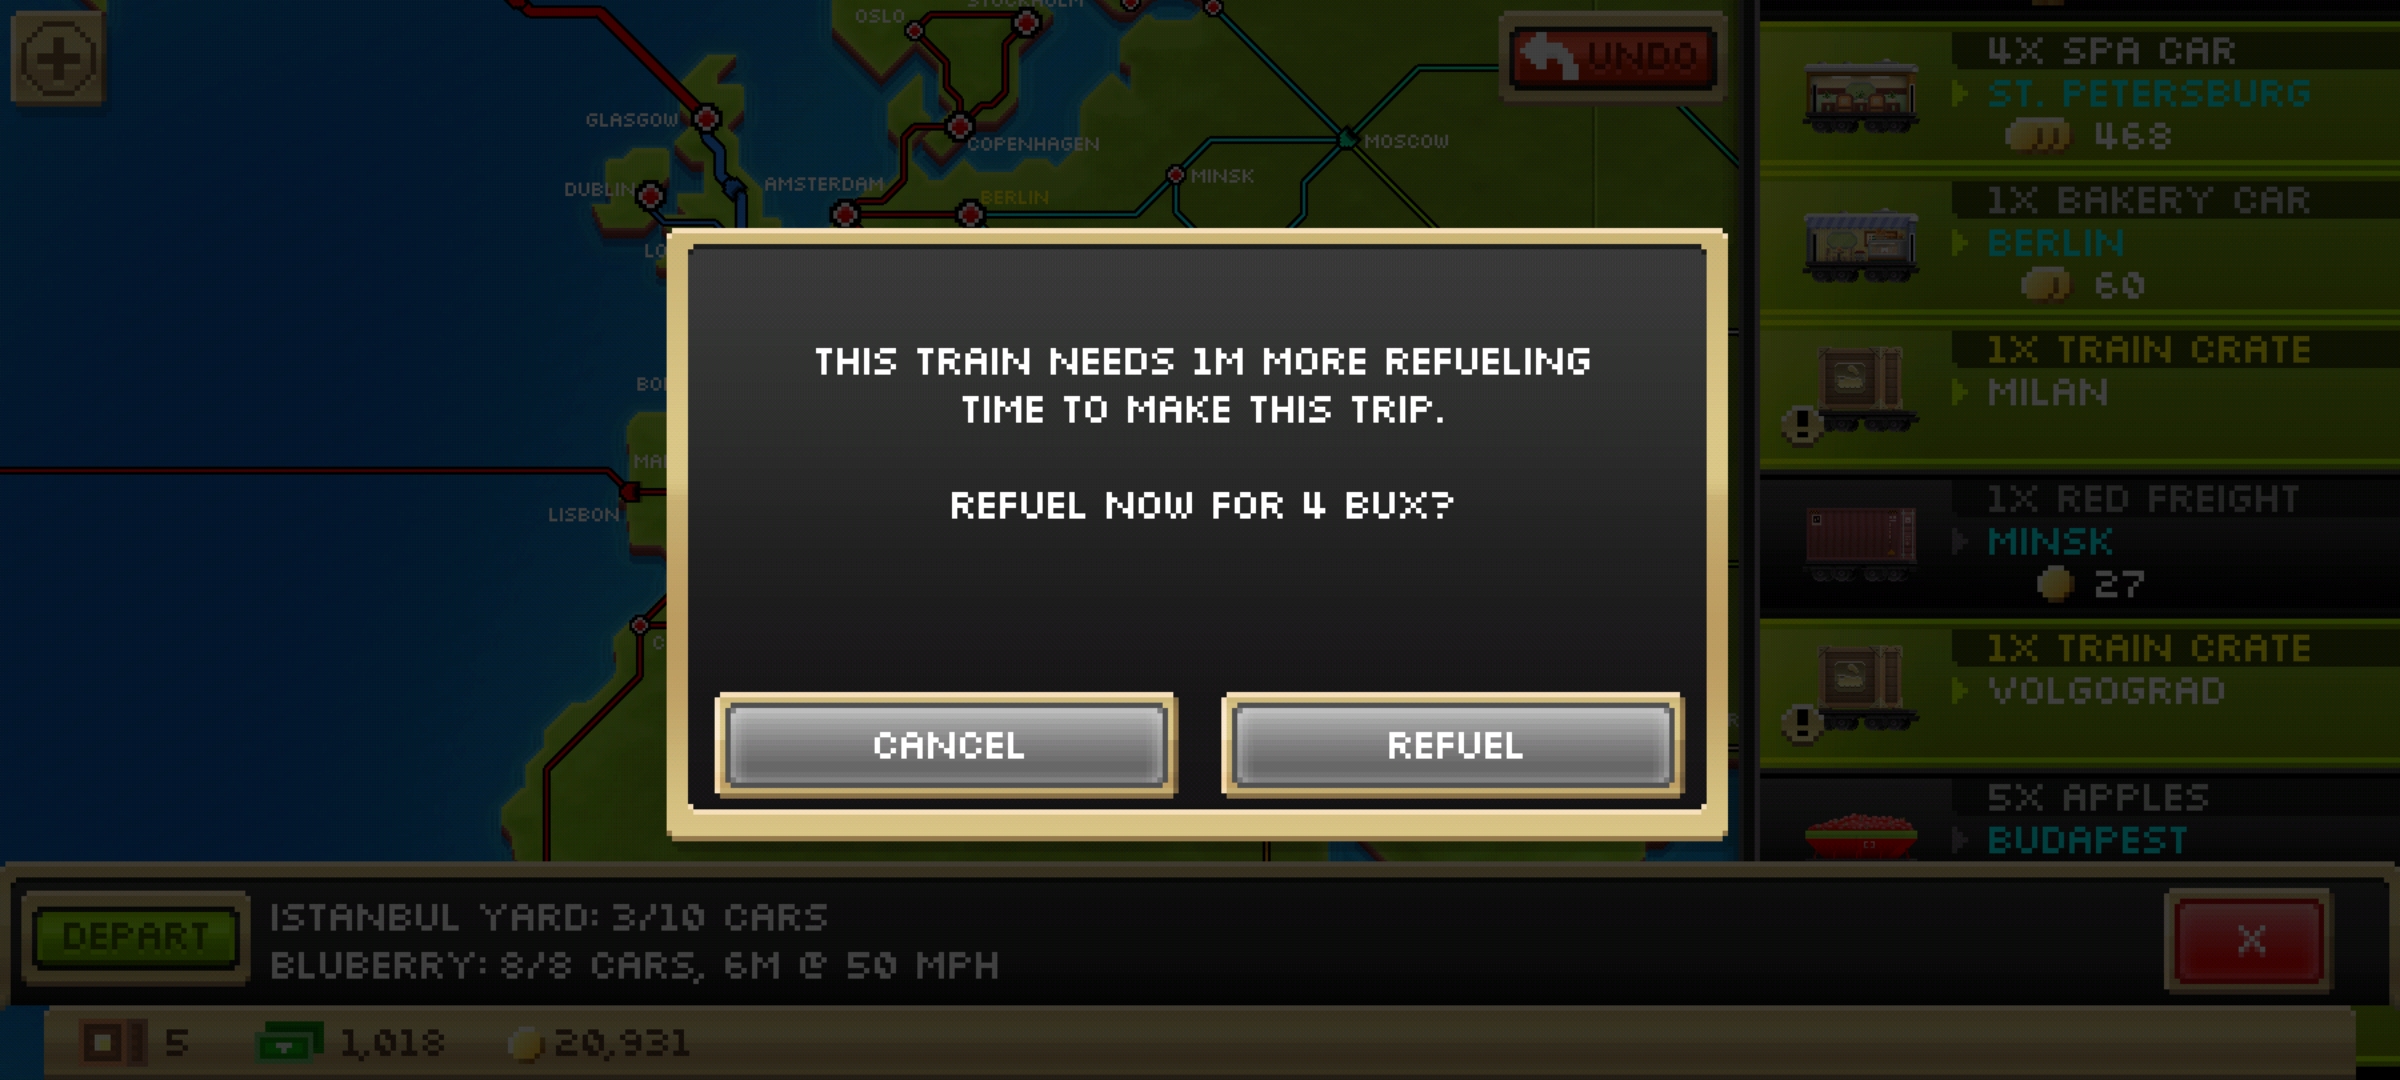 OSLO
STOCKHOLM
UNDO
GLASGOW
COPENHAGEN
MOSCOW
DUBLIN
AMSTERDAM
MINSK
BERLIN
LISBON
4X SPA CAR
ST. PETERSBURG
468
1X BAKERY CAR
BERLIN
60
1X TRAIN CRATE
MILAN
1X RED FREIGHT
MINSK
27
1X TRAIN CRATE
VOLGOGRAD
5X APPLES
BUDAPEST
THIS TRAIN NEEDS 1M MORE REFUELING
TIME TO MAKE THIS TRIP.
REFUEL NOW FOR 4 BUX?
CANCEL
REFUEL
DEPART
ISTANBUL YARD: 3/10 CARS
BLUBERRY: 8/8 CARS, 6M @ 50 MPH
X
5
1,018
20,931